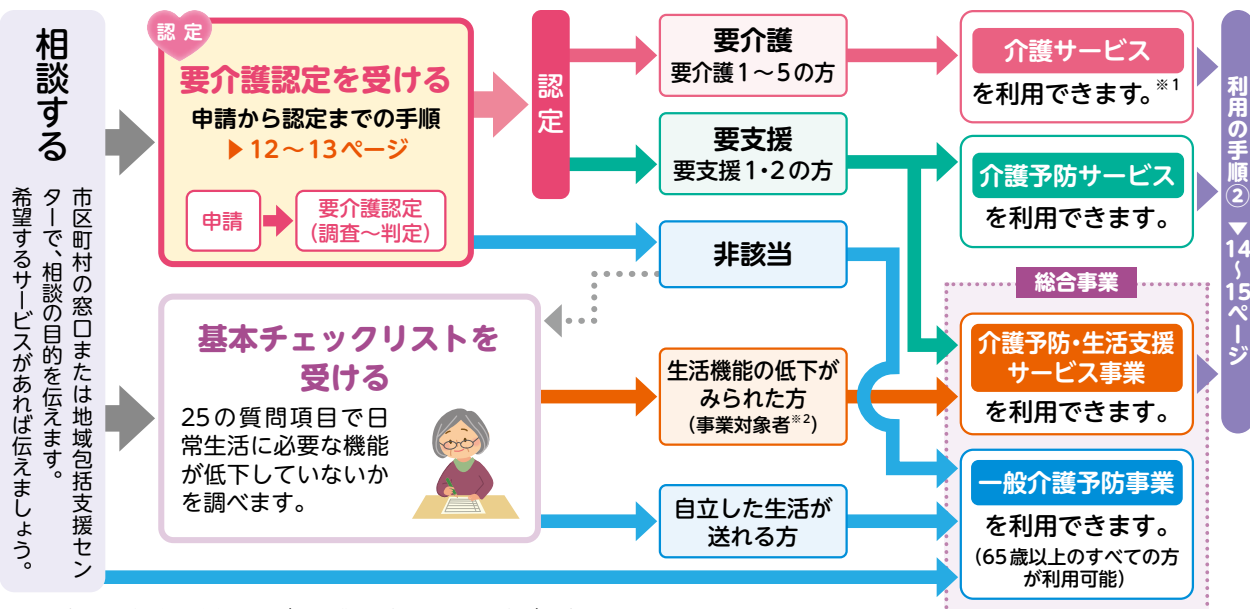 相談する
市区町村の窓口または地域包括支援セン
ターで、相談の目的を伝えます。
希望するサービスがあれば伝えましょう。
認定
要介護認定を受ける
申請から認定までの手順
▶12～13ページ
申請
要介護認定
(調査～判定)
認定
基本チェックリストを
受ける
25の質問項目で日
常生活に必要な機能
が低下していないか
を調べます。
要介護
要介護1～5の方
要支援
要支援1・2の方
非該当
生活機能の低下が
みられた方
(事業対象者※2)
自立した生活が
送れる方
介護サービス
を利用できます。※1
介護予防サービス
を利用できます。
総合事業
介護予防・生活支援
サービス事業
を利用できます。
一般介護予防事業
を利用できます。
(65歳以上のすべての方
が利用可能)
利用の手順②▼14～15ページ